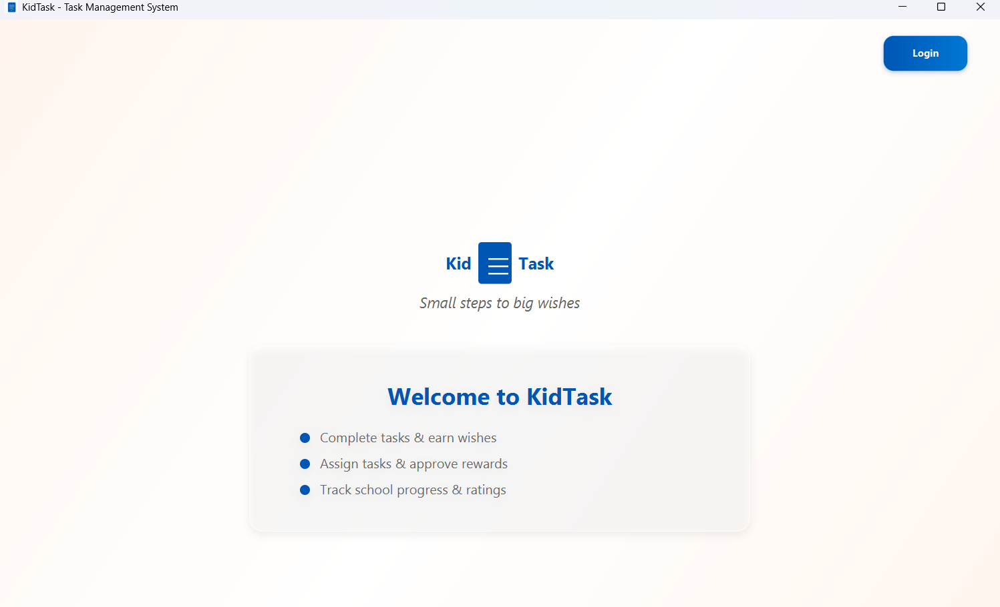 KidTask - Task Management System
Login
Kid Task
Small steps to big wishes
Welcome to KidTask
Complete tasks & earn wishes
Assign tasks & approve rewards
Track school progress & ratings